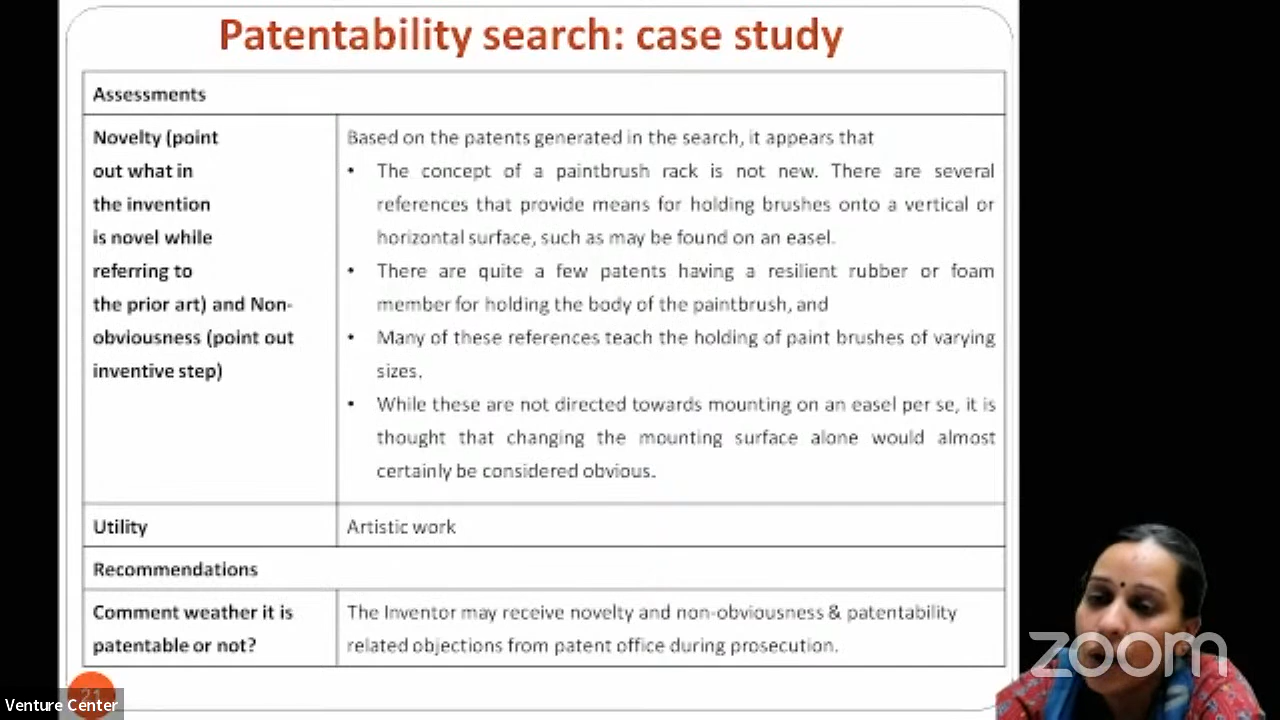 Patentability search: case study
Assessments
Novelty (point
out what in
the invention
is novel while
referring to
the prior art) and Non-
obviousness (point out
inventive step)
Based on the patents generated in the search, it appears that
• The concept of a paintbrush rack is not new. There are several
references that provide means for holding brushes onto a vertical or
horizontal surface, such as may be found on an easel.
• There are quite a few patents having a resilient rubber or foam
member for holding the body of the paintbrush, and
• Many of these references teach the holding of paint brushes of varying
sizes.
• While these are not directed towards mounting on an easel per se, it is
thought that changing the mounting surface alone would almost
certainly be considered obvious.
Utility
Artistic work
Recommendations
Comment weather it is
patentable or not?
The Inventor may receive novelty and non-obviousness & patentability
related objections from patent office during prosecution.
21
Venture Center
zoom